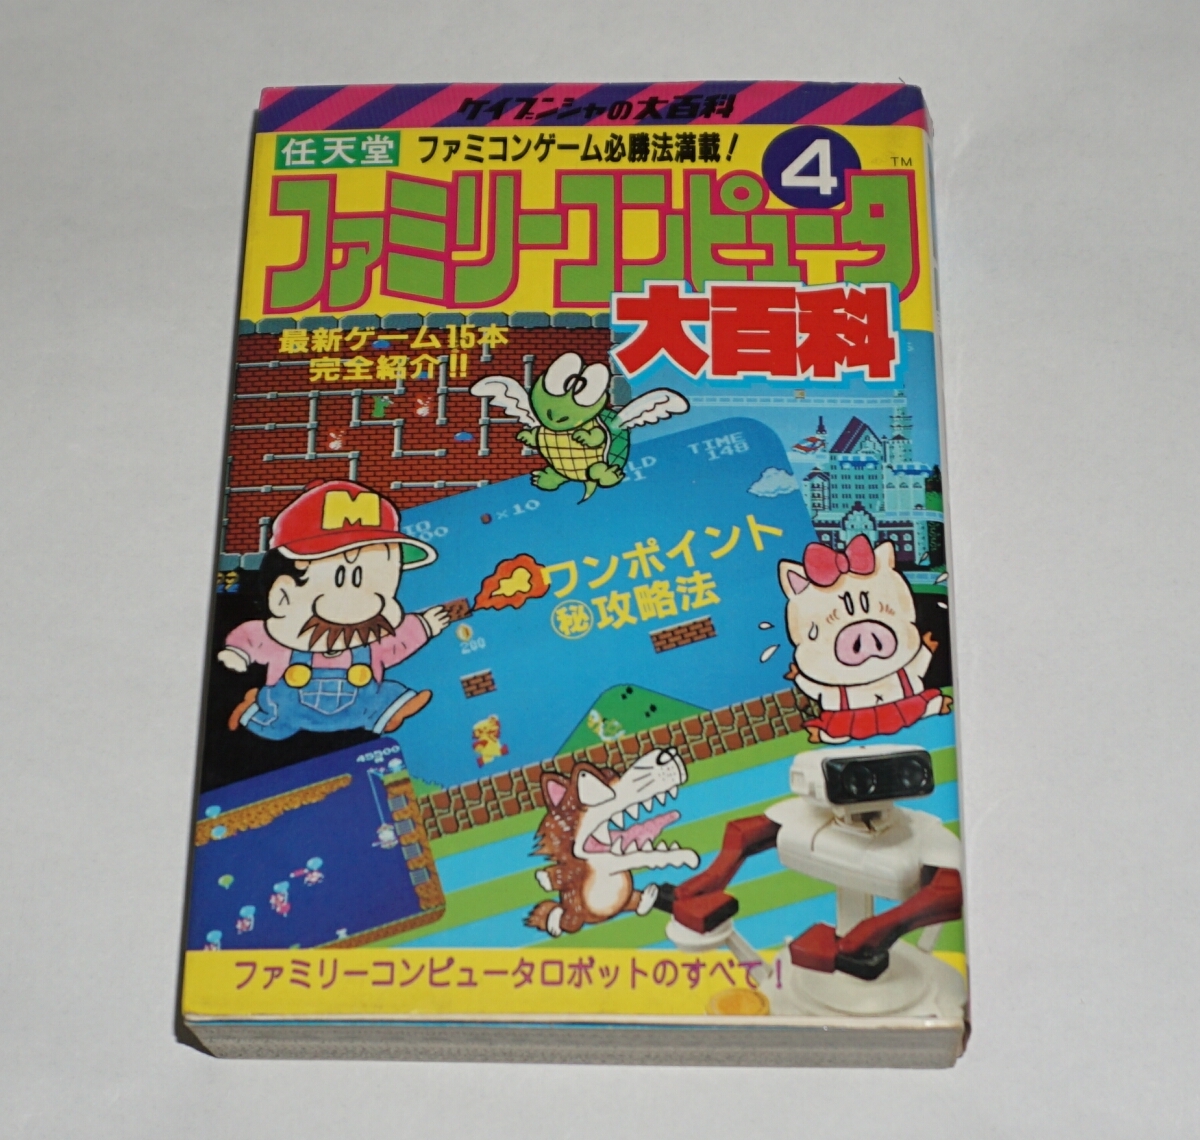 ケイブンシャの大百科
任天堂 ファミコンゲーム必勝法満載! 4
ファミリーコンピュータ TM
大百科
最新ゲーム15本
完全紹介!!
TIME
148
×10
ワンポイント
㊙攻略法
200
M
45500
ファミリーコンピュータロボットのすべて!